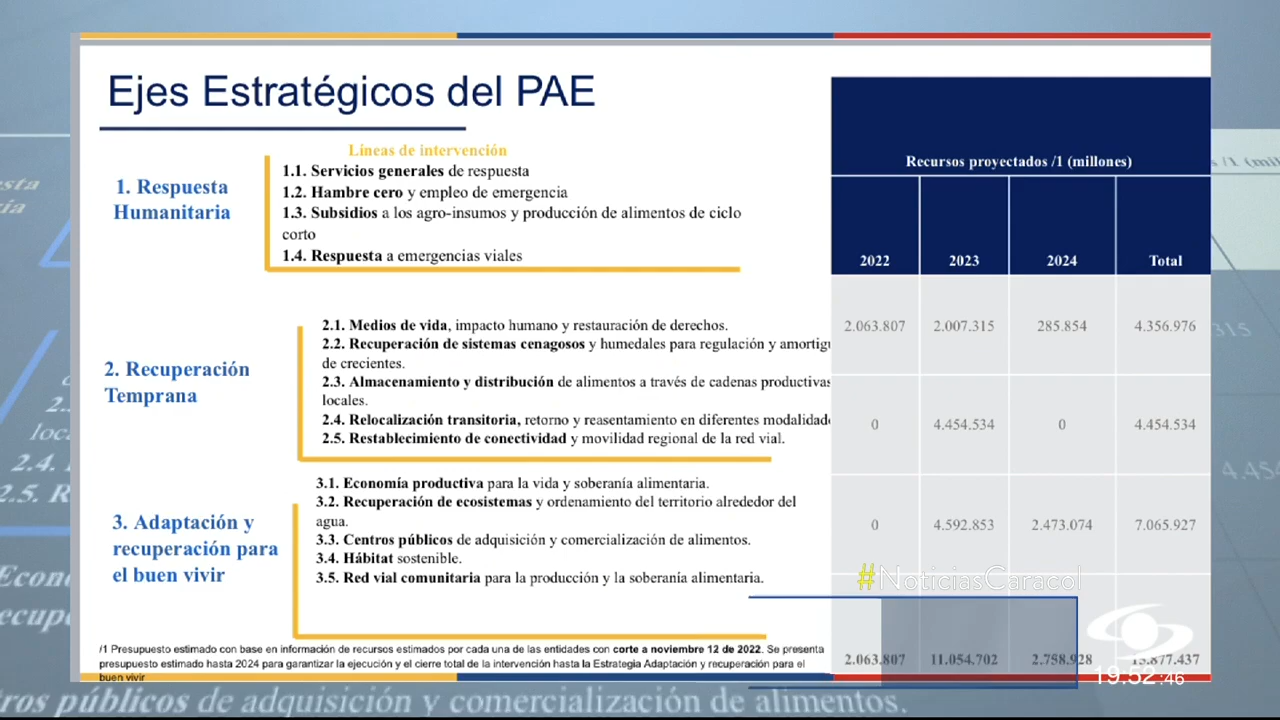 Ejes Estratégicos del PAE
Líneas de intervención
1. Respuesta
Humanitaria
1.1. Servicios generales de respuesta
1.2. Hambre cero y empleo de emergencia
1.3. Subsidios a los agro-insumos y producción de alimentos de ciclo
corto
1.4. Respuesta a emergencias viales
2. Recuperación
Temprana
2.1. Medios de vida, impacto humano y restauración de derechos.
2.2. Recuperación de sistemas cenagosos y humedales para regulación y amortigu
de crecientes.
2.3. Almacenamiento y distribución de alimentos a través de cadenas productivas
locales.
2.4. Relocalización transitoria, retorno y reasentamiento en diferentes modalidade
2.5. Restablecimiento de conectividad y movilidad regional de la red vial.
3. Adaptación y
recuperación para
el buen vivir
3.1. Economía productiva para la vida y soberanía alimentaria.
3.2. Recuperación de ecosistemas y ordenamiento del territorio alrededor del
agua.
3.3. Centros públicos de adquisición y comercialización de alimentos.
3.4. Hábitat sostenible.
3.5. Red vial comunitaria para la producción y la soberanía alimentaria.
/1 Presupuesto estimado con base en información de recursos estimados por cada una de las entidades con corte a noviembre 12 de 2022. Se presenta
presupuesto estimado hasta 2024 para garantizar la ejecución y el cierre total de la intervención hasta la Estrategia Adaptación y recuperación para el
buen vivir
Recursos proyectados /1 (millones)
2022 2023 2024 Total
2.063.807 2.007.315 285.854 4.356.976
0 4.454.534 0 4.454.534
0 4.592.853 2.473.074 7.065.927
2.063.807 11.054.702 2.758.928 15.877.437
#NoticiasCaracol
19:52:46
tros públicos de adquisición y comercialización de alimentos.